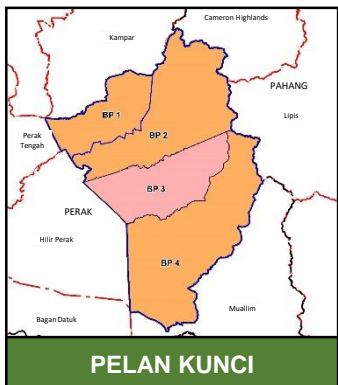 Cameron Highlands
Kampar
PAHANG
BP 1
Lipis
Perak
Tengah
BP 2
BP 3
PERAK
Hilir Perak
BP 4
Bagan Datuk
Muallim
PELAN KUNCI